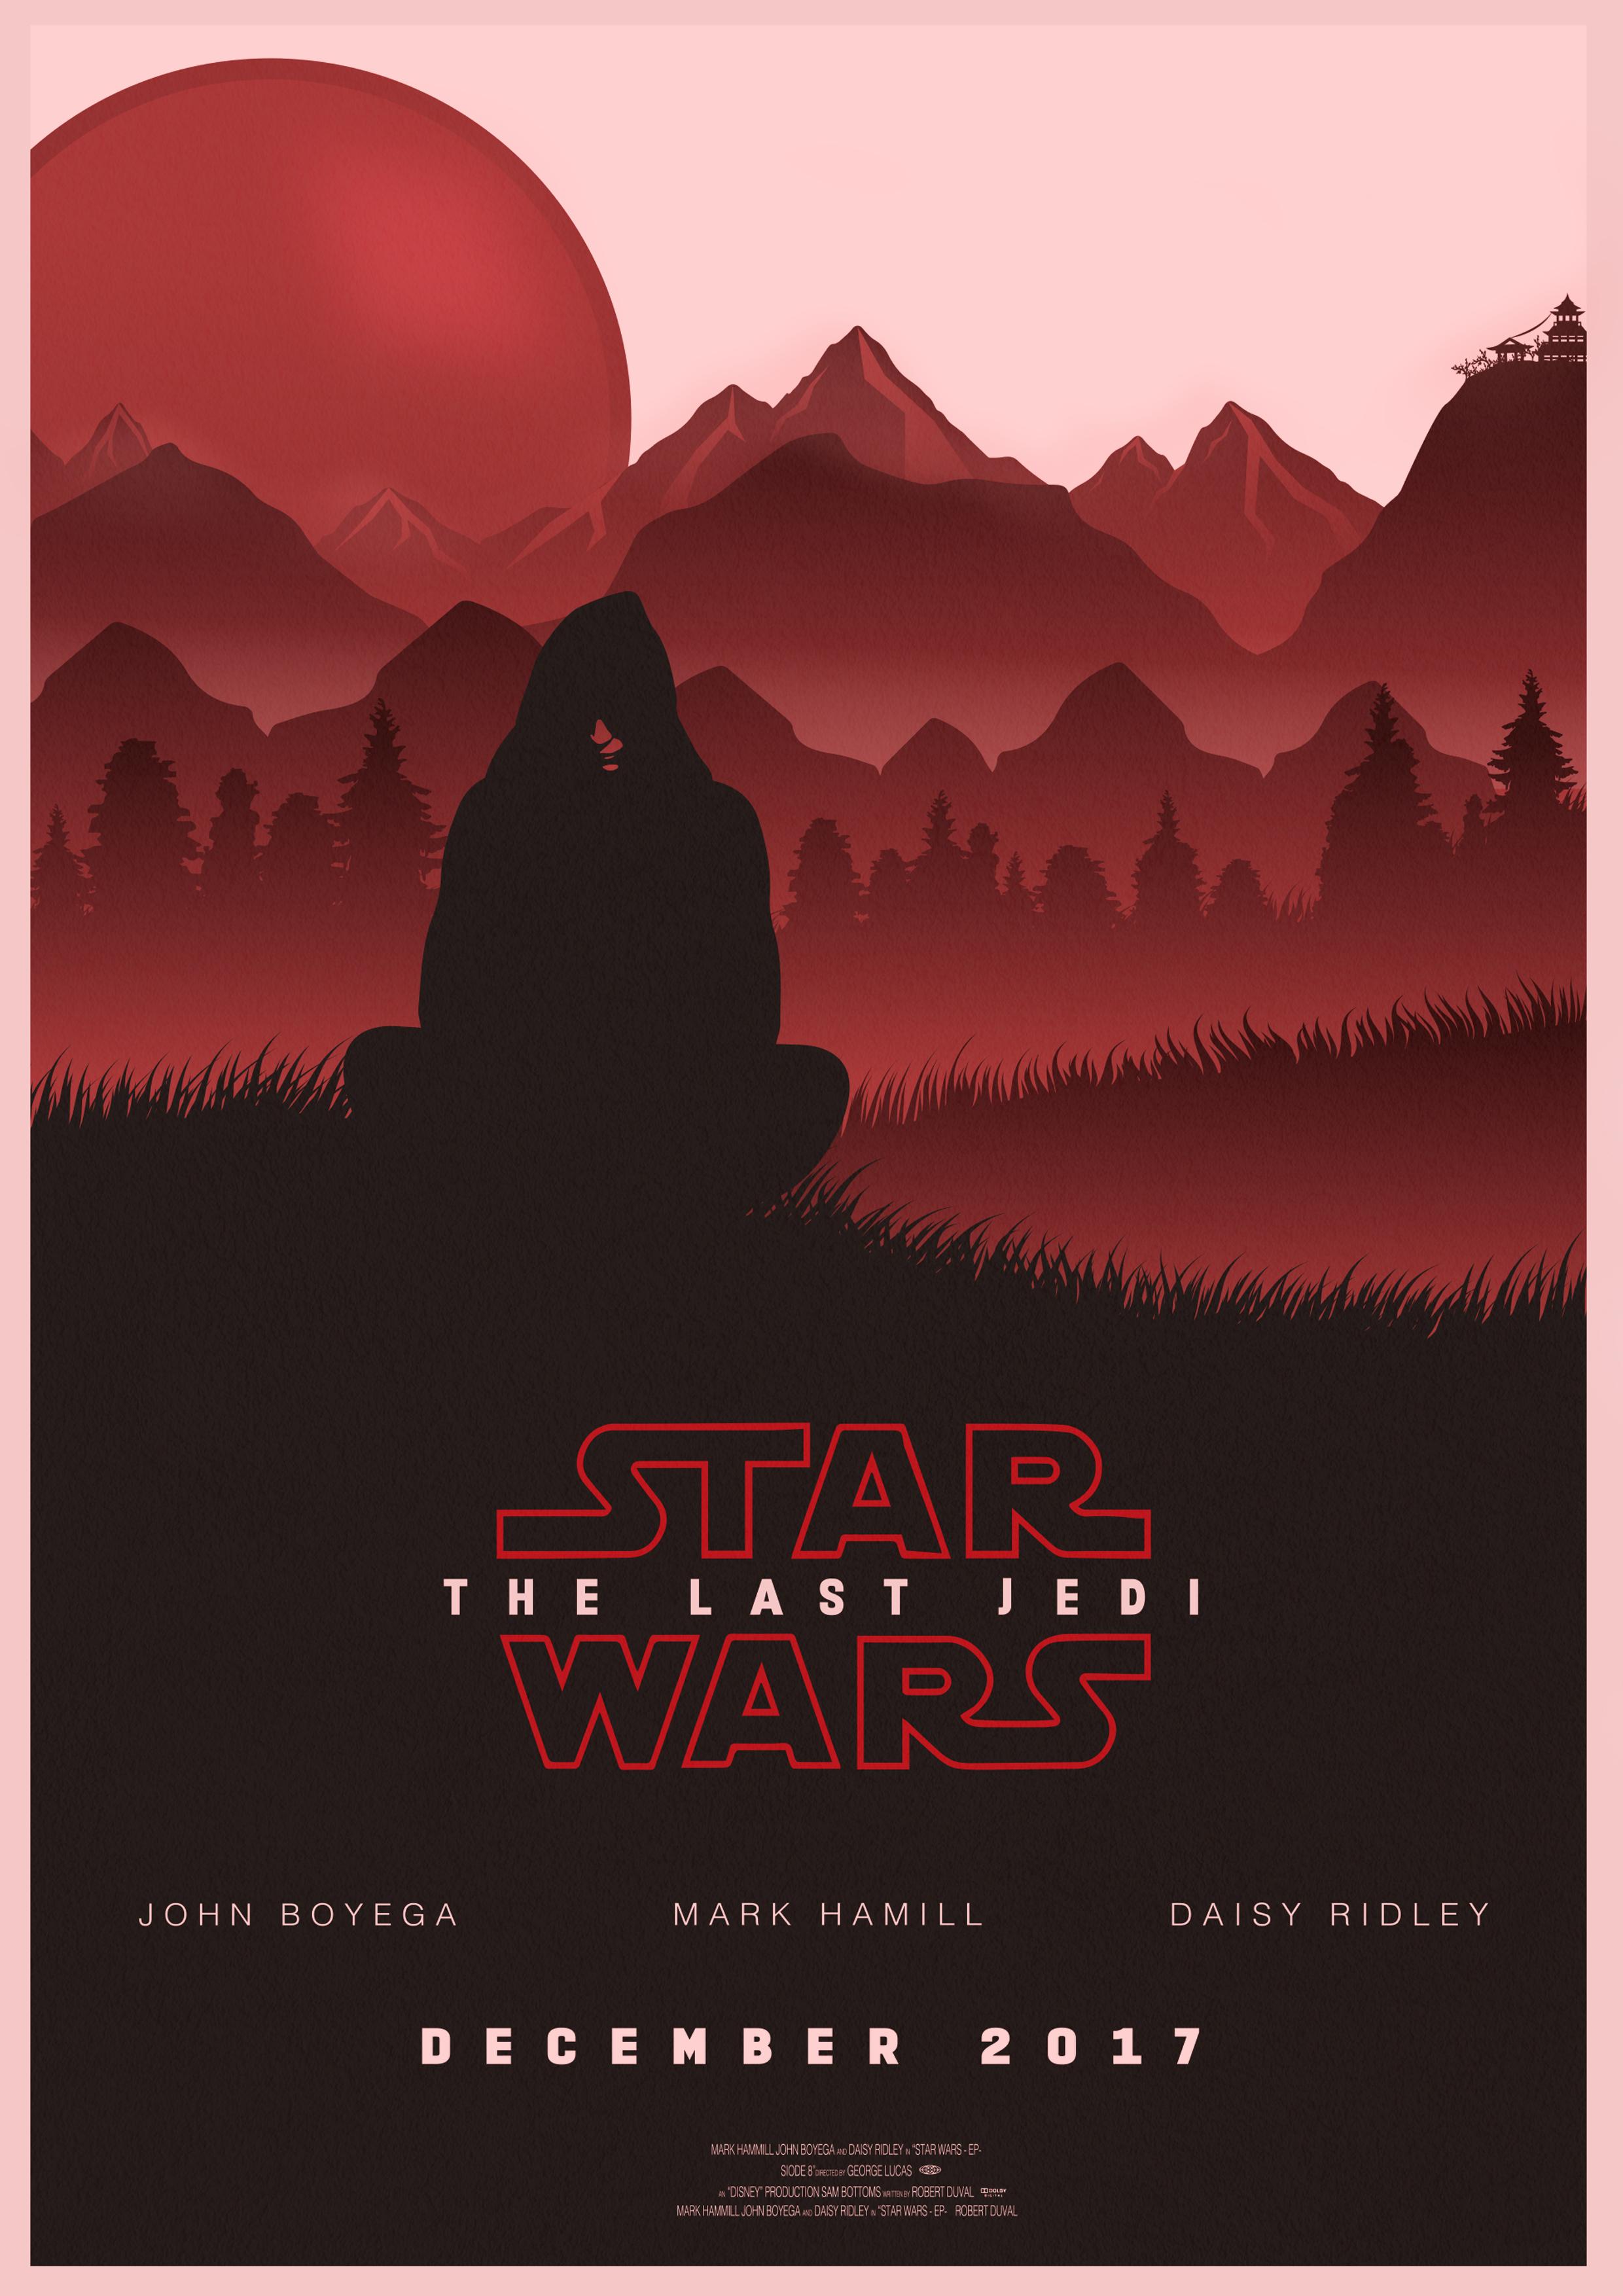 STAR
THE LAST JEDI
WARS
JOHN BOYEGA MARK HAMILL DAISY RIDLEY
DECEMBER 2017
MARK HAMMILL JOHN BOYEGA AND DAISY RIDLEY IN "STAR WARS - EP-
SIODE 8" DIRECTED BY GEORGE LUCAS
AN "DISNEY" PRODUCTION SAM BOTTOMS WRITTEN BY ROBERT DUVAL DOLBY DIGITAL
MARK HAMMILL JOHN BOYEGA AND DAISY RIDLEY IN "STAR WARS - EP- ROBERT DUVAL